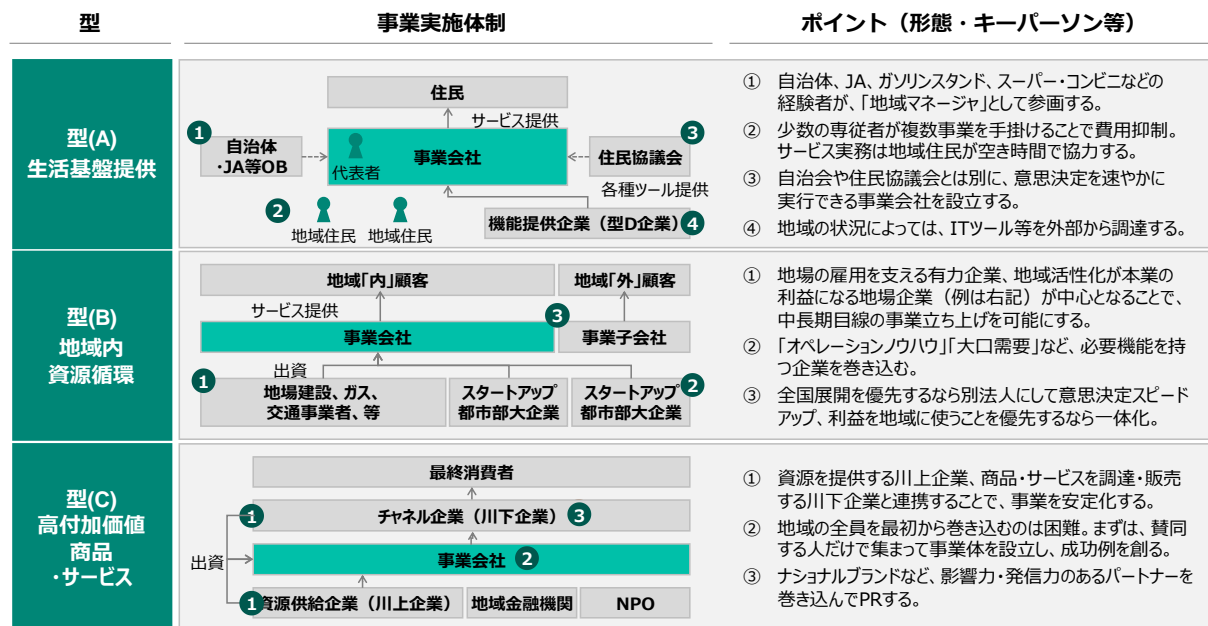 型
事業実施体制
ポイント（形態・キーパーソン等）
型(A)
生活基盤提供
住民
サービス提供
1
自治体
・JA等OB
代表者
事業会社
3
住民協議会
各種ツール提供
2
地域住民
地域住民
機能提供企業（型D企業）
4
① 自治体、JA、ガソリンスタンド、スーパー・コンビニなどの
経験者が、「地域マネージャ」として参画する。
② 少数の専従者が複数事業を手掛けることで費用抑制。
サービス実務は地域住民が空き時間で協力する。
③ 自治会や住民協議会とは別に、意思決定を速やかに
実行できる事業会社を設立する。
④ 地域の状況によっては、ITツール等を外部から調達する。
型(B)
地域内
資源循環
地域「内」顧客
地域「外」顧客
サービス提供
3
事業会社
事業子会社
出資
1
地場建設、ガス、
交通事業者、等
スタートアップ
都市部大企業
スタートアップ
都市部大企業
2
① 地場の雇用を支える有力企業、地域活性化が本業の
利益になる地場企業（例は右記）が中心となることで、
中長期目線の事業立ち上げを可能にする。
② 「オペレーションノウハウ」「大口需要」など、必要機能を持
つ企業を巻き込む。
③ 全国展開を優先するなら別法人にして意思決定スピード
アップ、利益を地域に使うことを優先するなら一体化。
型(C)
高付加価値
商品
・サービス
最終消費者
1
チャネル企業（川下企業）
3
出資
事業会社
2
1
資源供給企業（川上企業）
地域金融機関
NPO
① 資源を提供する川上企業、商品・サービスを調達・販売
する川下企業と連携することで、事業を安定化する。
② 地域の全員を最初から巻き込むのは困難。まずは、賛同
する人だけで集まって事業体を設立し、成功例を創る。
③ ナショナルブランドなど、影響力・発信力のあるパートナーを
巻き込んでPRする。